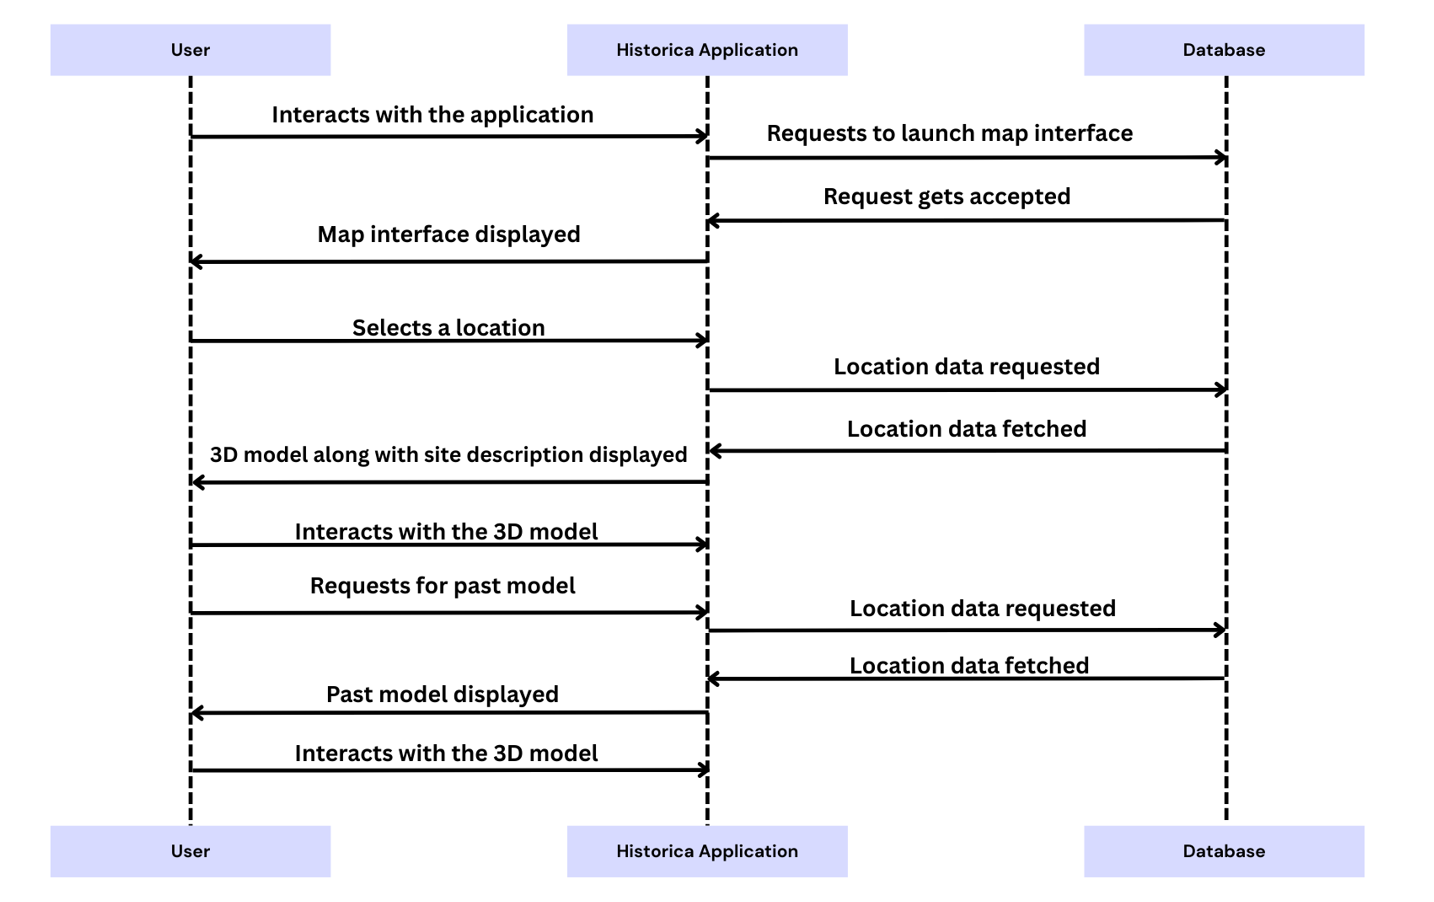 User
Historica Application
Database
Interacts with the application
Requests to launch map interface
Request gets accepted
Map interface displayed
Selects a location
Location data requested
Location data fetched
3D model along with site description displayed
Interacts with the 3D model
Requests for past model
Location data requested
Location data fetched
Past model displayed
Interacts with the 3D model
User
Historica Application
Database